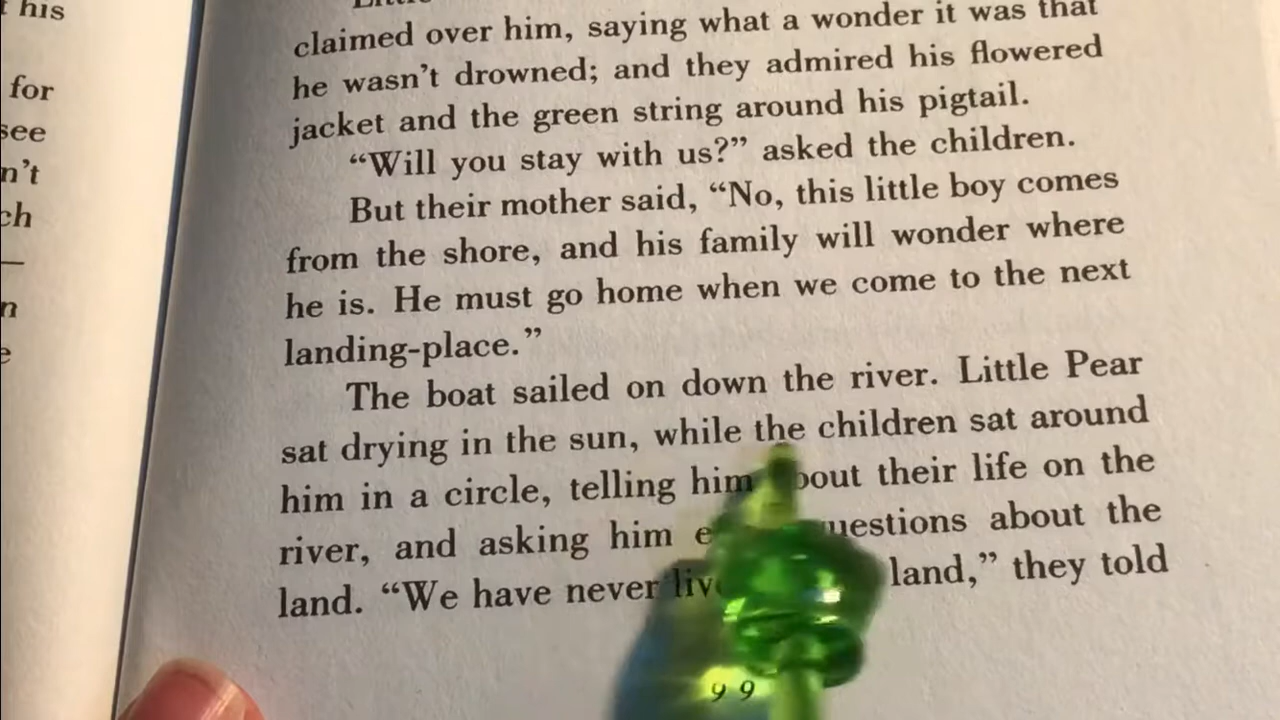 his
for
see
n't
ch
—
n
e
claimed over him, saying what a wonder it was that
he wasn't drowned; and they admired his flowered
jacket and the green string around his pigtail.
“Will you stay with us?” asked the children.
But their mother said, “No, this little boy comes
from the shore, and his family will wonder where
he is. He must go home when we come to the next
landing-place.”
The boat sailed on down the river. Little Pear
sat drying in the sun, while the children sat around
him in a circle, telling him about their life on the
river, and asking him questions about the
land. “We have never land,” they told
99